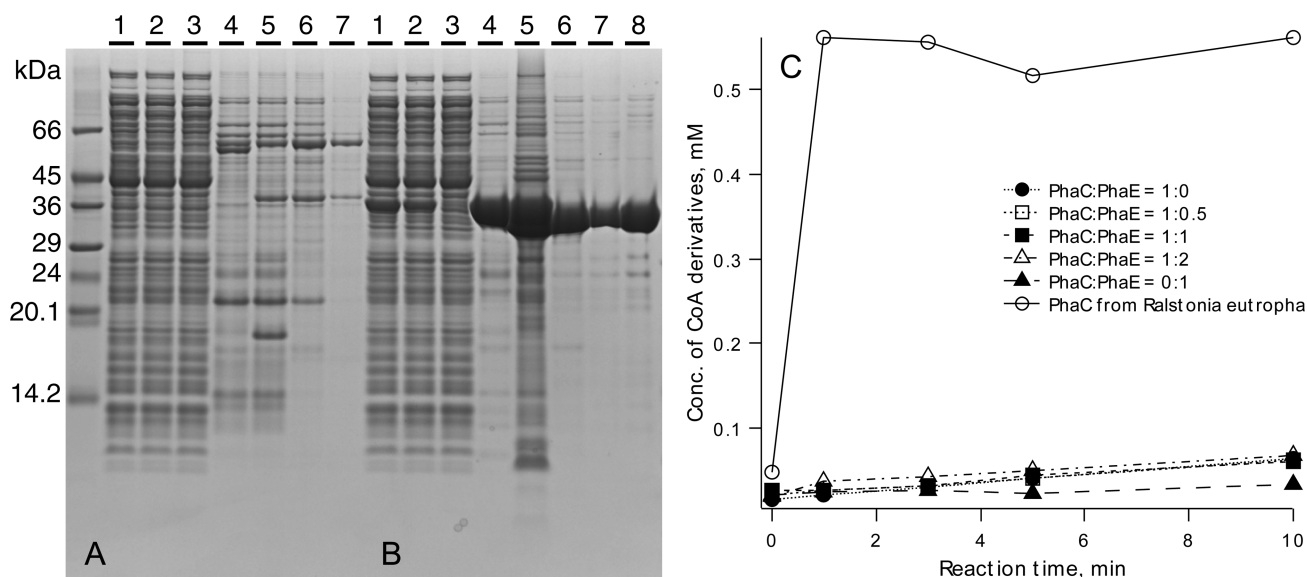 1 2 3 4 5 6 7 1 2 3 4 5 6 7 8
kDa
66
45
36
29
24
20.1
14.2
A
B
C
Conc. of CoA derivatives, mM
0.5
0.4
0.3
0.2
0.1
PhaC:PhaE = 1:0
PhaC:PhaE = 1:0.5
PhaC:PhaE = 1:1
PhaC:PhaE = 1:2
PhaC:PhaE = 0:1
PhaC from Ralstonia eutropha
0 2 4 6 8 10
Reaction time, min